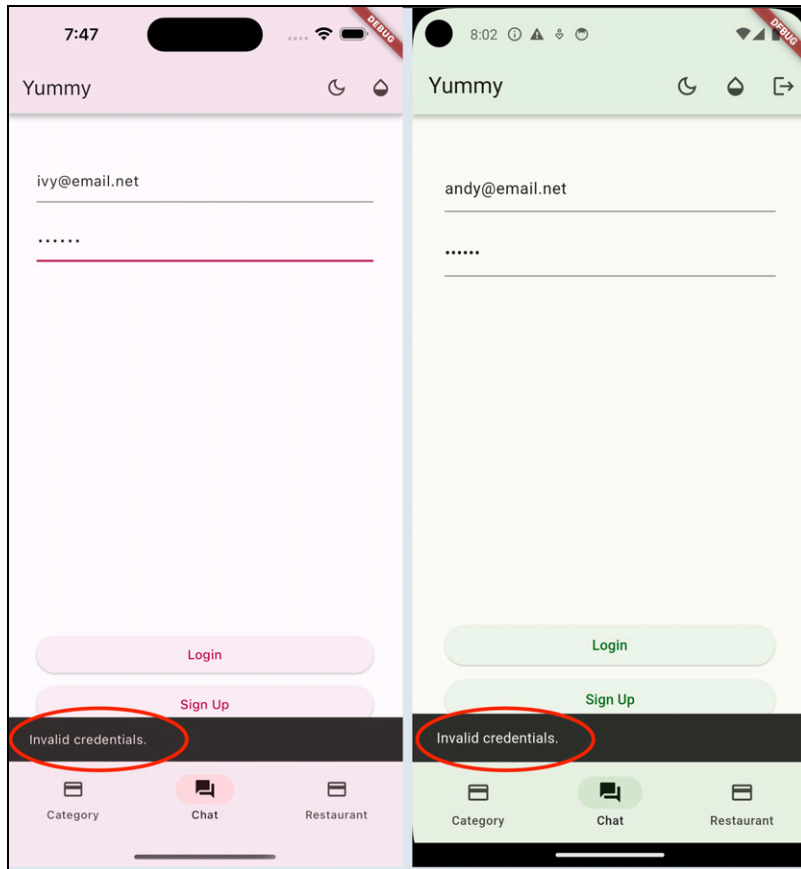 7:47
DEBUG
Yummy
ivy@email.net
••••••
Login
Sign Up
Invalid credentials.
Category
Chat
Restaurant
8:02
DEBUG
Yummy
andy@email.net
••••••
Login
Sign Up
Invalid credentials.
Category
Chat
Restaurant